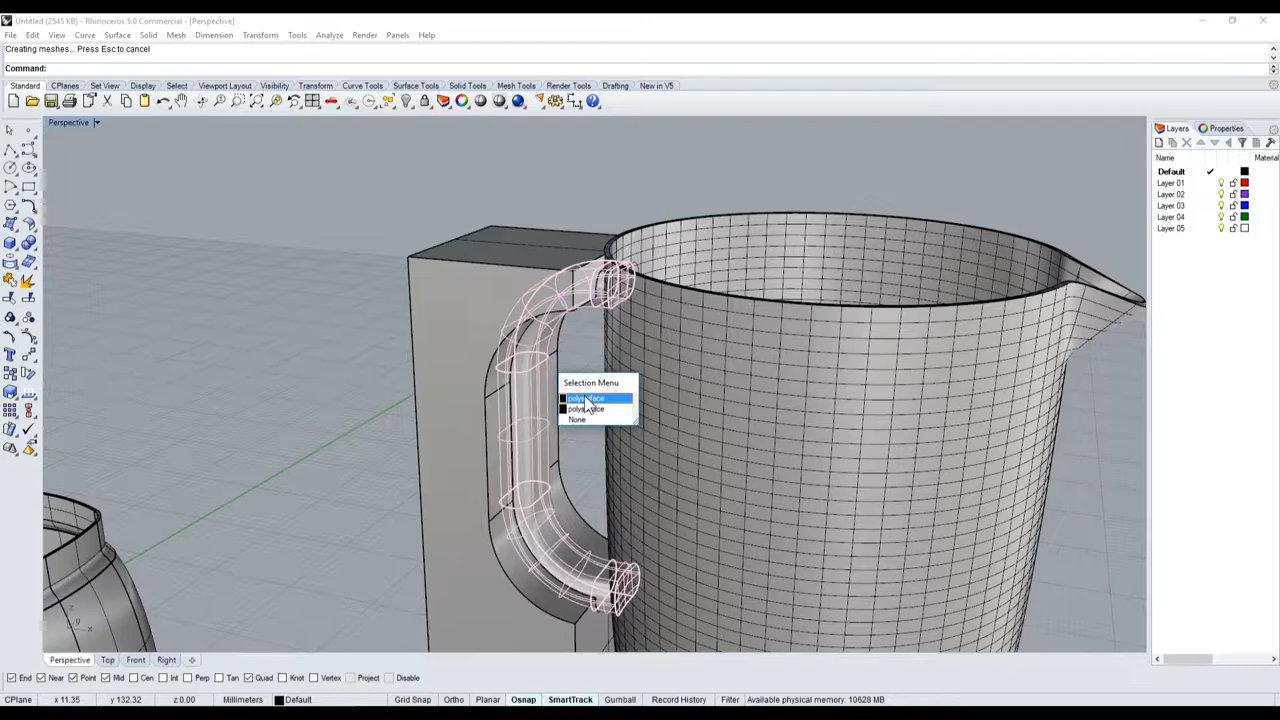 Untitled (2545 KB) - Rhinoceros 5.0 Commercial - [Perspective]
File Edit View Curve Surface Solid Mesh Dimension Transform Tools Analyze Render Panels Help
Creating meshes... Press Esc to cancel
Command:
Standard CPlanes Set View Display Select Viewport Layout Visibility Transform Curve Tools Surface Tools Solid Tools Mesh Tools Render Tools Drafting New in V5
Perspective
Layers Properties
Name Material
Default
Layer 01
Layer 02
Layer 03
Layer 04
Layer 05
Selection Menu
polysurface
polysurface
None
z
y
x
Perspective Top Front Right
End Near Point Mid Cen Int Perp Tan Quad Knot Vertex Project Disable
CPlane x 11.35 y 132.32 z 0.00 Millimeters Default Grid Snap Ortho Planar Osnap SmartTrack Gumball Record History Filter Available physical memory: 10628 MB